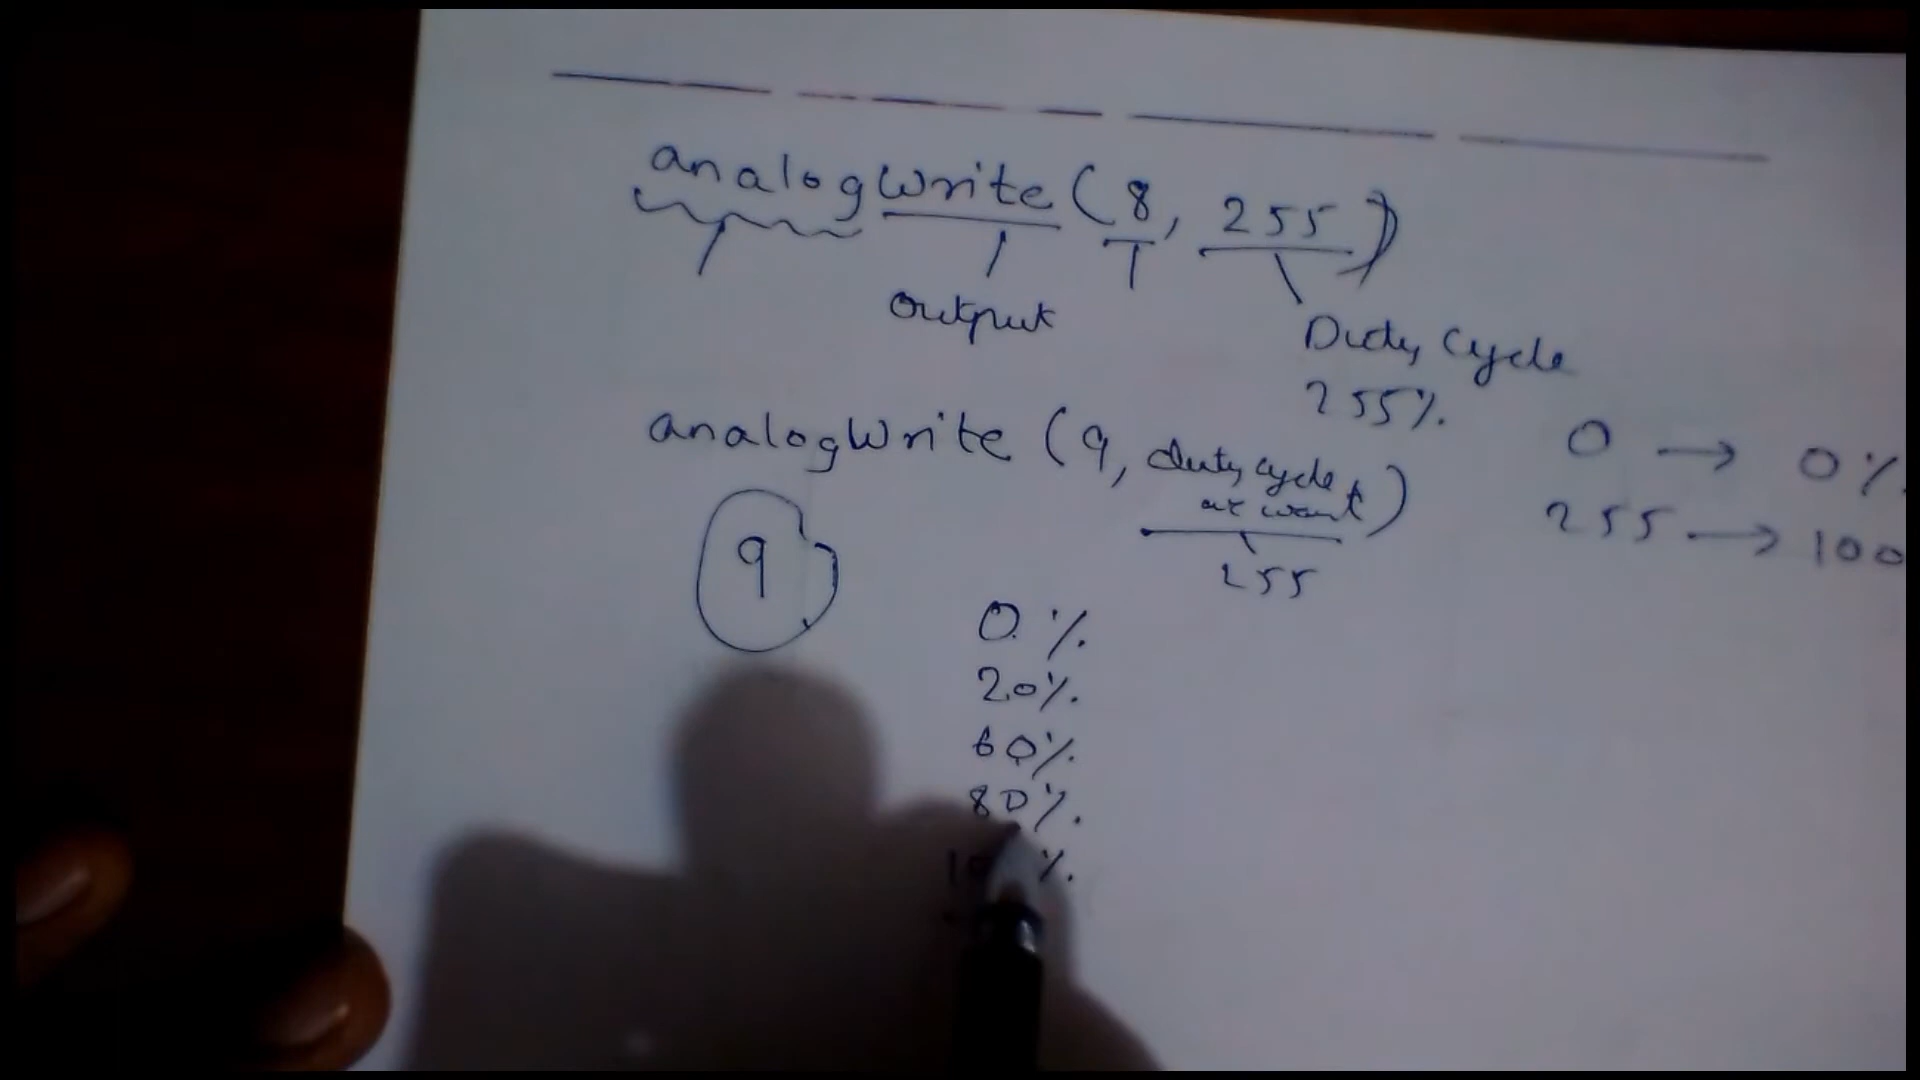 analogWrite(8, 255)
output
Duty Cycle
255%.
analogWrite (9, duty cycle
at want)
255
0 → 0%
255 → 100
9
0%.
20%.
60%.
80%.
%.